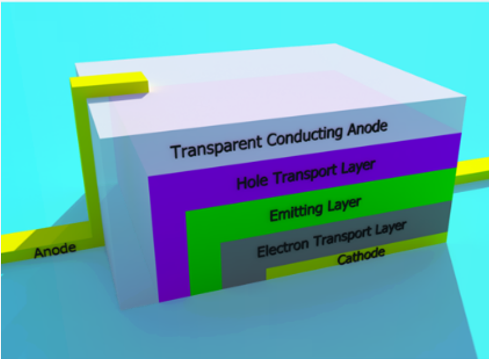 Transparent Conducting Anode
Hole Transport Layer
Emitting Layer
Electron Transport Layer
Cathode
Anode